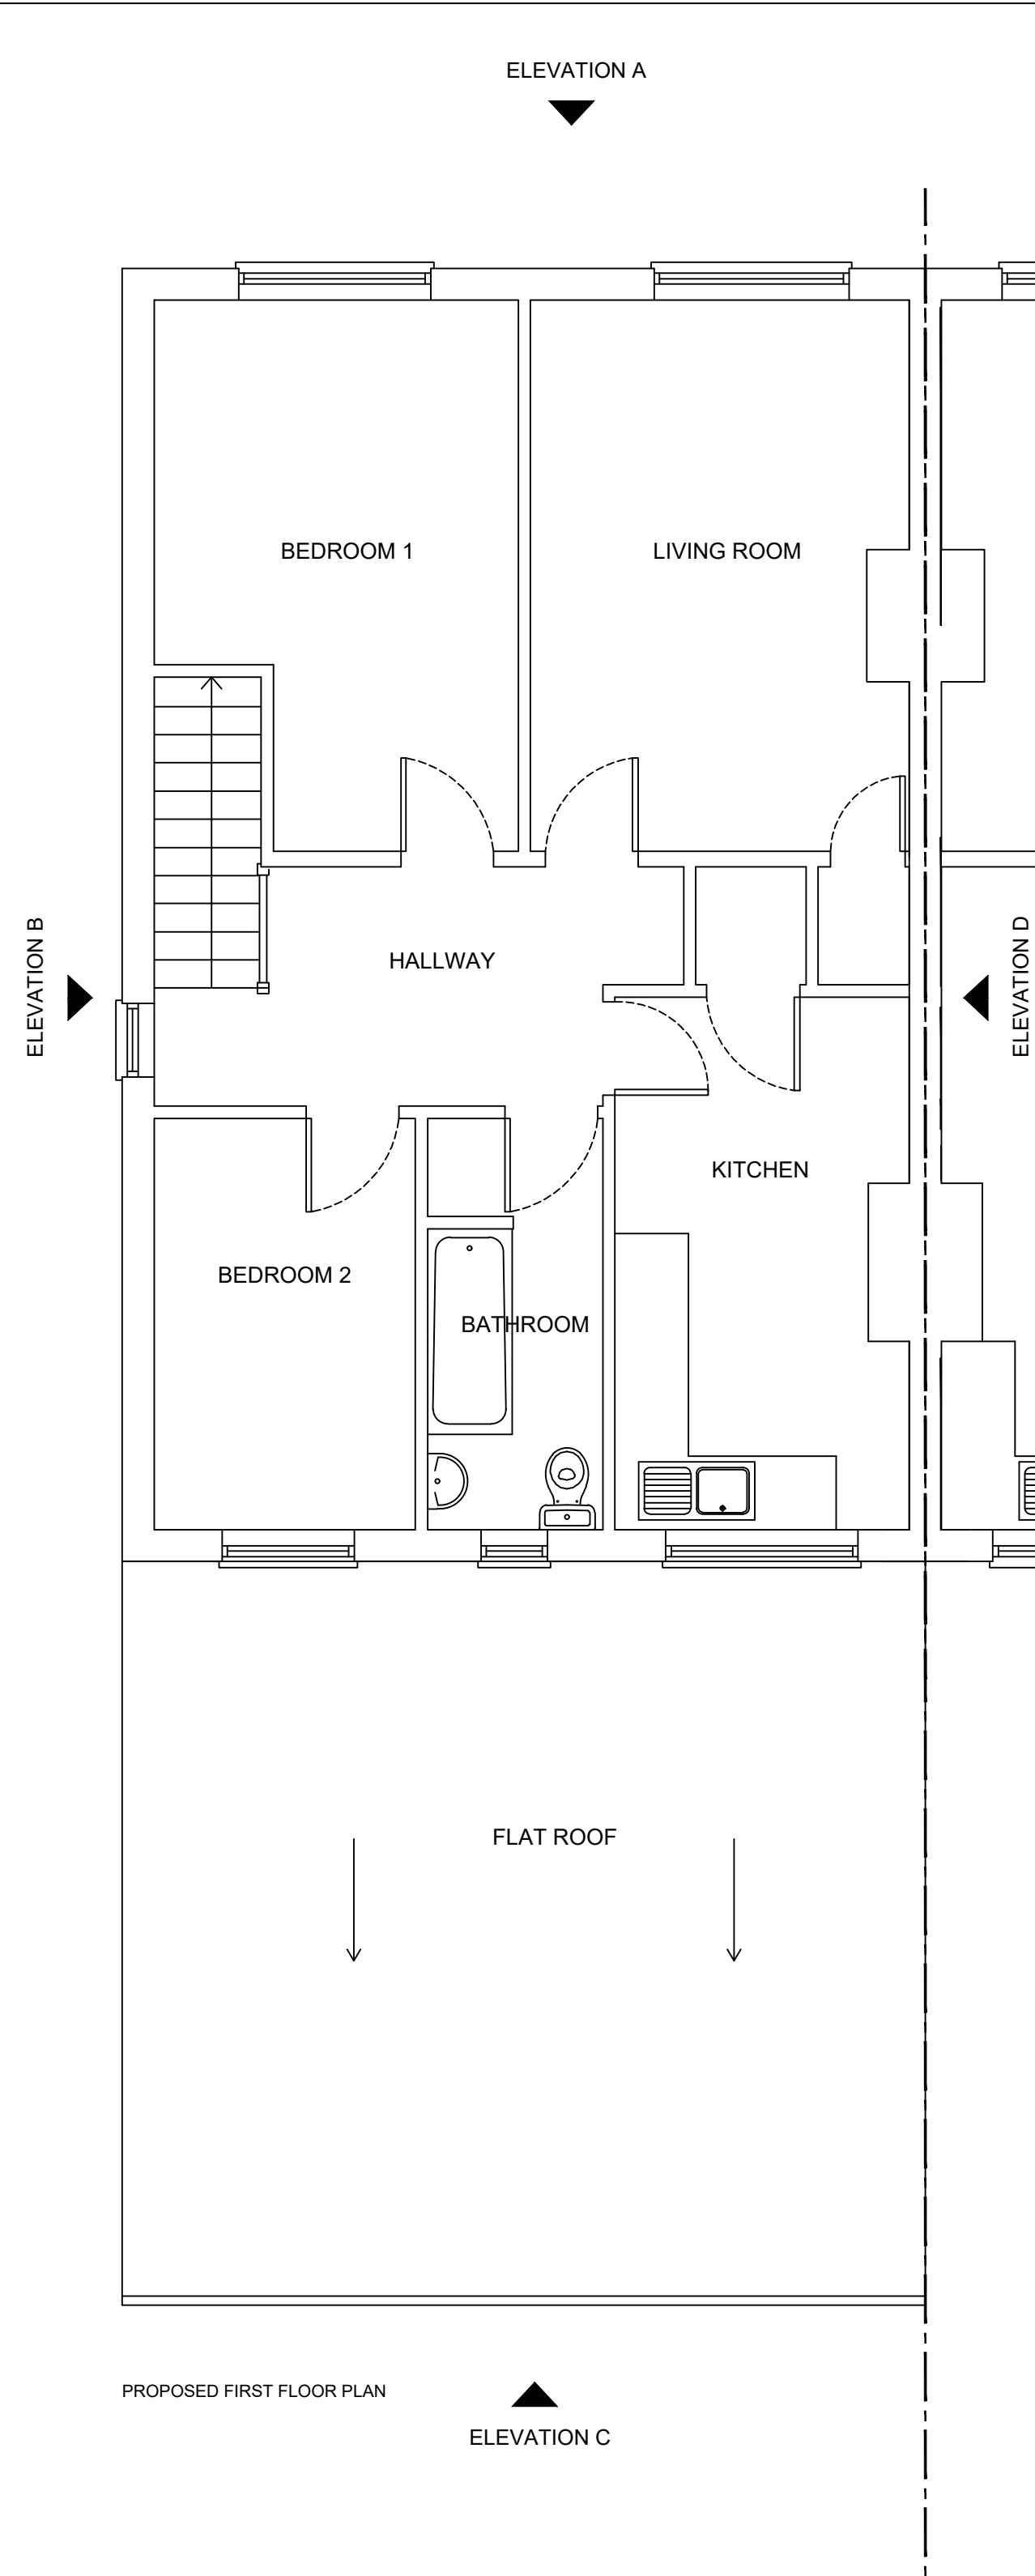 ELEVATION A
BEDROOM 1
LIVING ROOM
ELEVATION B
HALLWAY
ELEVATION D
KITCHEN
BEDROOM 2
BATHROOM
FLAT ROOF
PROPOSED FIRST FLOOR PLAN
ELEVATION C